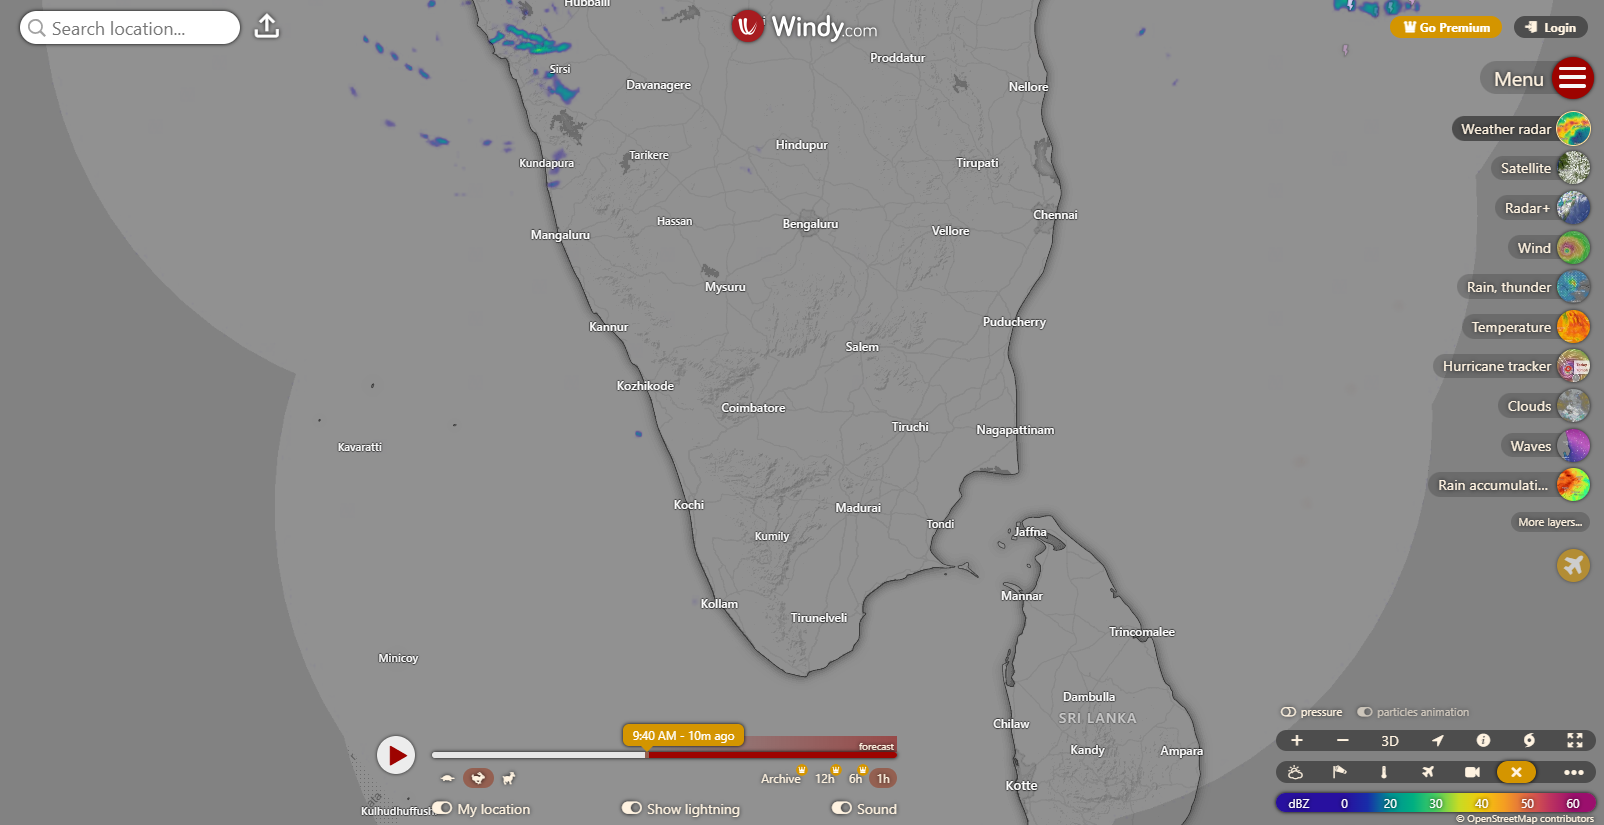 Search location...
Windy.com
Go Premium
Login
Menu
Weather radar
Satellite
Radar+
Wind
Rain, thunder
Temperature
Hurricane tracker
Clouds
Waves
Rain accumulati...
More layers...
Hubballi
Sirsi
Davanagere
Proddatur
Nellore
Kundapura
Tarikere
Hindupur
Tirupati
Mangaluru
Hassan
Bengaluru
Vellore
Chennai
Mysuru
Kannur
Puducherry
Salem
Kozhikode
Coimbatore
Tiruchi
Nagapattinam
Kavaratti
Kochi
Madurai
Kumily
Tondi
Jaffna
Kollam
Tirunelveli
Mannar
Trincomalee
Minicoy
Dambulla
SRI LANKA
Chilaw
Kandy
Ampara
Kotte
Kulhudhuffush
9:40 AM - 10m ago
forecast
Archive 12h 6h 1h
My location
Show lightning
Sound
pressure
particles animation
+ − 3D
dBZ 0 20 30 40 50 60
© OpenStreetMap contributors